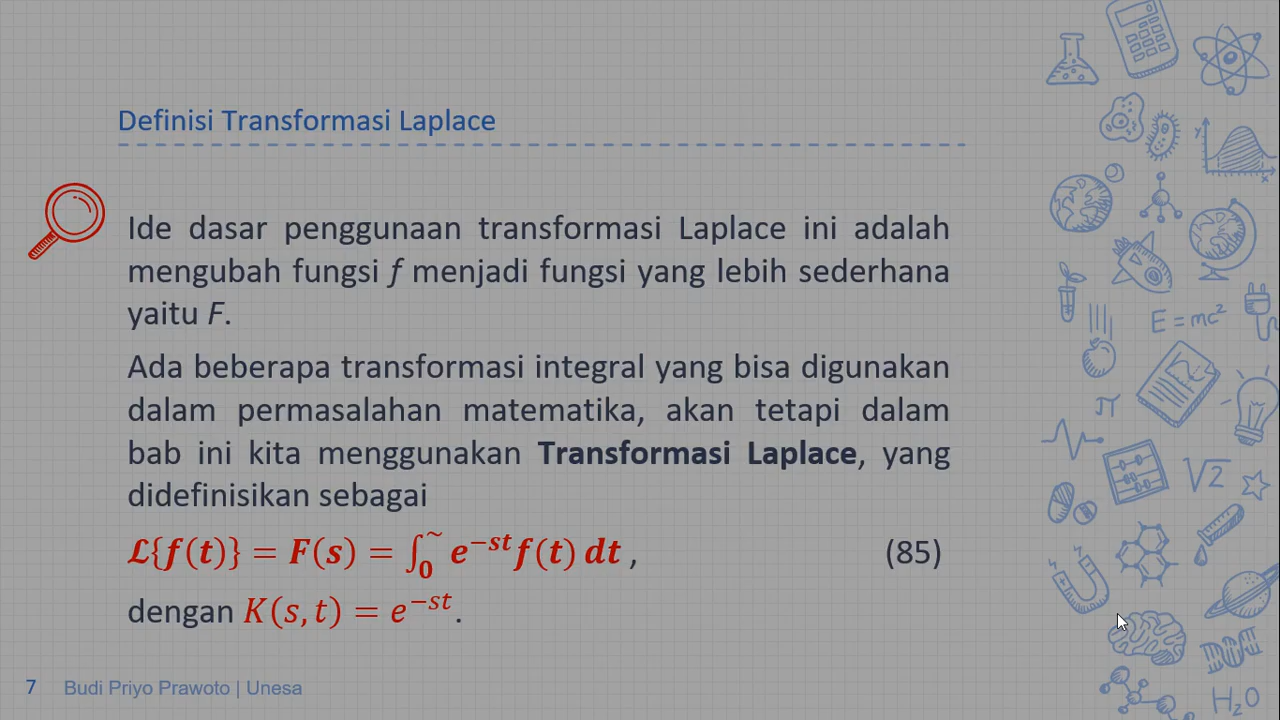 Definisi Transformasi Laplace
Ide dasar penggunaan transformasi Laplace ini adalah
mengubah fungsi f menjadi fungsi yang lebih sederhana
yaitu F.
Ada beberapa transformasi integral yang bisa digunakan
dalam permasalahan matematika, akan tetapi dalam
bab ini kita menggunakan Transformasi Laplace, yang
didefinisikan sebagai
ℒ{f(t)} = F(s) = ∫₀^~ e^{−st} f(t) dt , (85)
dengan K(s, t) = e^{−st}.
7 Budi Priyo Prawoto | Unesa
y
x
E = mc²
π
√2
H₂O